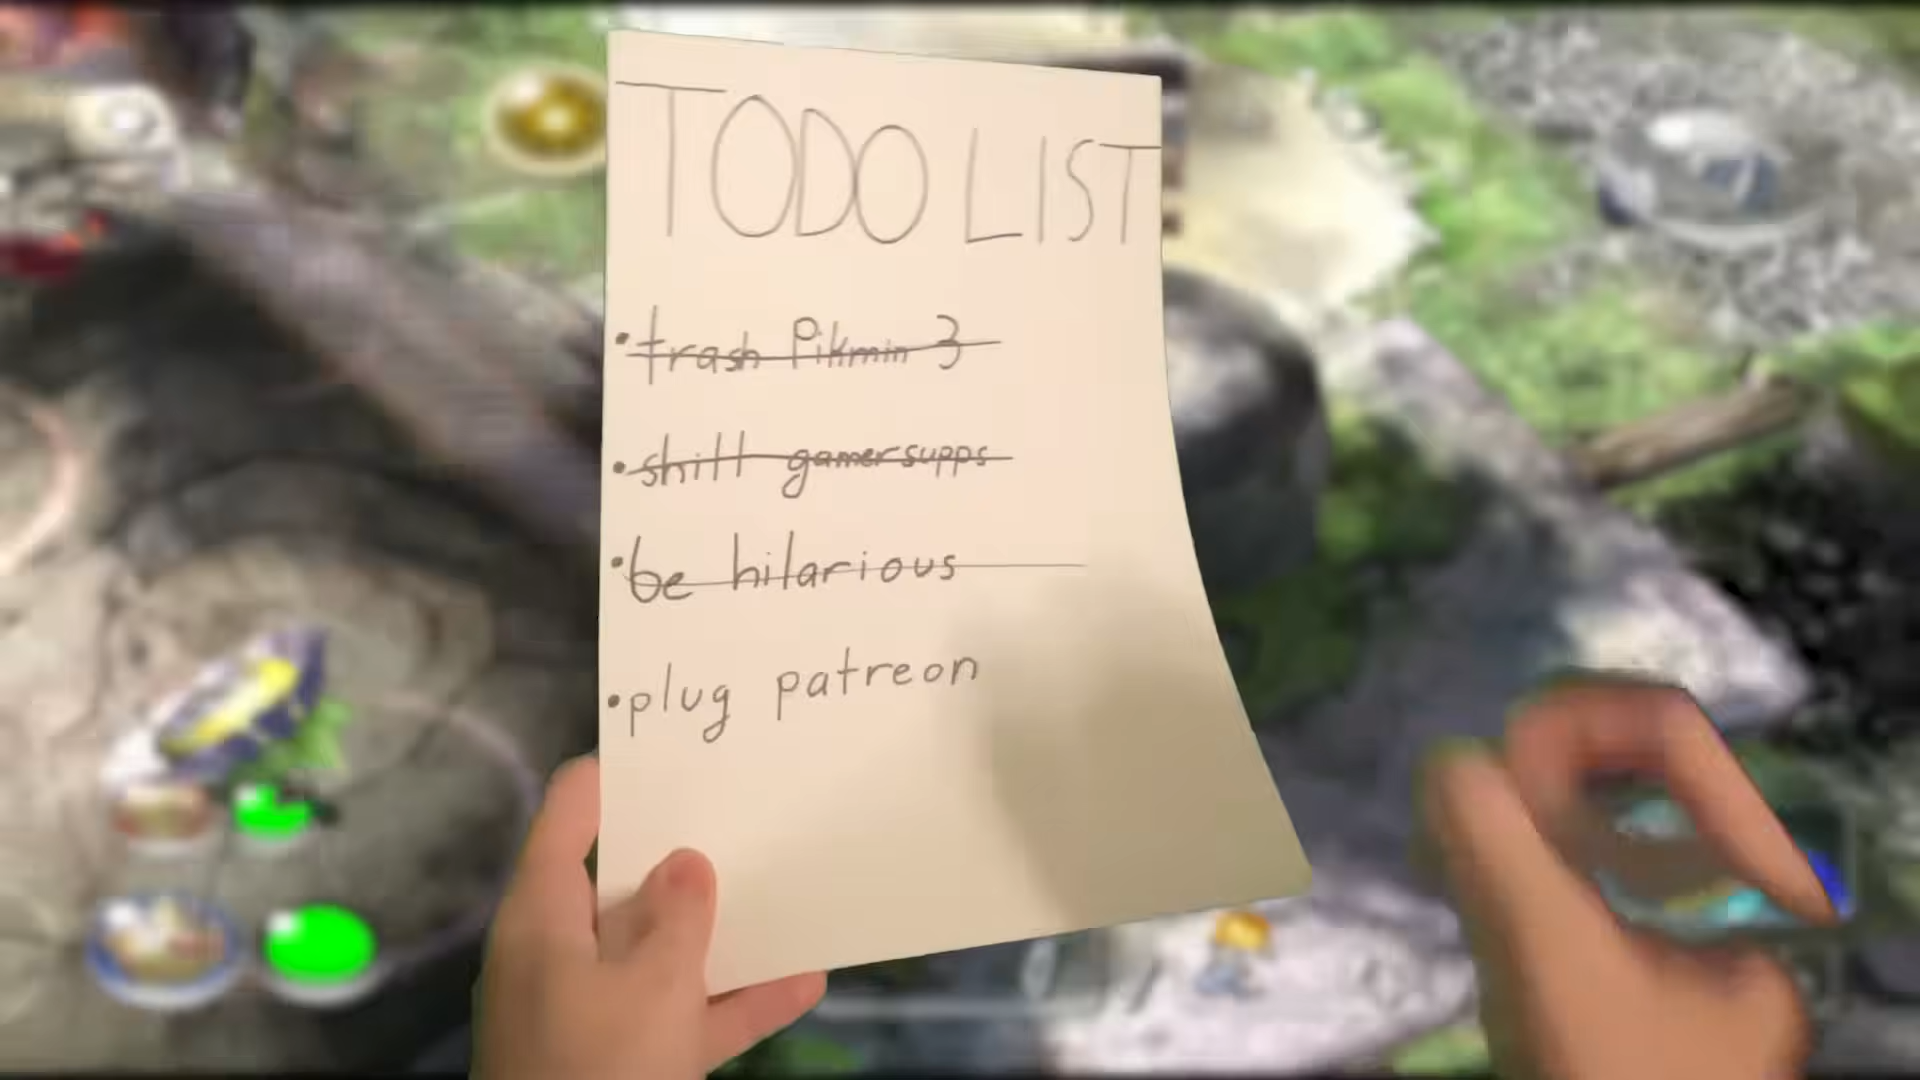 TODO LIST
• trash Pikmin 3
• shill gamersupps
• be hilarious
• plug patreon